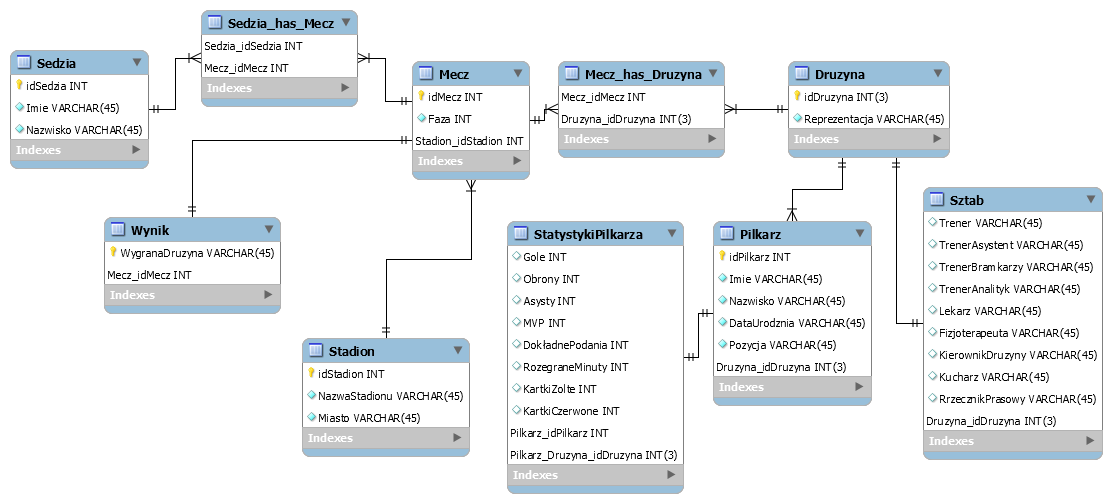 Sedzia_has_Mecz
Sedzia_idSedzia INT
Mecz_idMecz INT
Indexes
Sedzia
idSedzia INT
Imie VARCHAR(45)
Nazwisko VARCHAR(45)
Indexes
Mecz
idMecz INT
Faza INT
Stadion_idStadion INT
Indexes
Mecz_has_Druzyna
Mecz_idMecz INT
Druzyna_idDruzyna INT(3)
Indexes
Druzyna
idDruzyna INT(3)
Reprezentacja VARCHAR(45)
Indexes
Wynik
WygranaDruzyna VARCHAR(45)
Mecz_idMecz INT
Indexes
Stadion
idStadion INT
NazwaStadionu VARCHAR(45)
Miasto VARCHAR(45)
Indexes
StatystykiPilkarza
Gole INT
Obrony INT
Asysty INT
MVP INT
DokładnePodania INT
RozegraneMinuty INT
KartkiZolte INT
KartkiCzerwone INT
Pilkarz_idPilkarz INT
Pilkarz_Druzyna_idDruzyna INT(3)
Indexes
Pilkarz
idPilkarz INT
Imie VARCHAR(45)
Nazwisko VARCHAR(45)
DataUrodznia VARCHAR(45)
Pozycja VARCHAR(45)
Druzyna_idDruzyna INT(3)
Indexes
Sztab
Trener VARCHAR(45)
TrenerAsystent VARCHAR(45)
TrenerBramkarzy VARCHAR(45)
TrenerAnalityk VARCHAR(45)
Lekarz VARCHAR(45)
Fizjoterapeuta VARCHAR(45)
KierownikDruzyny VARCHAR(45)
Kucharz VARCHAR(45)
RrzecznikPrasowy VARCHAR(45)
Druzyna_idDruzyna INT(3)
Indexes